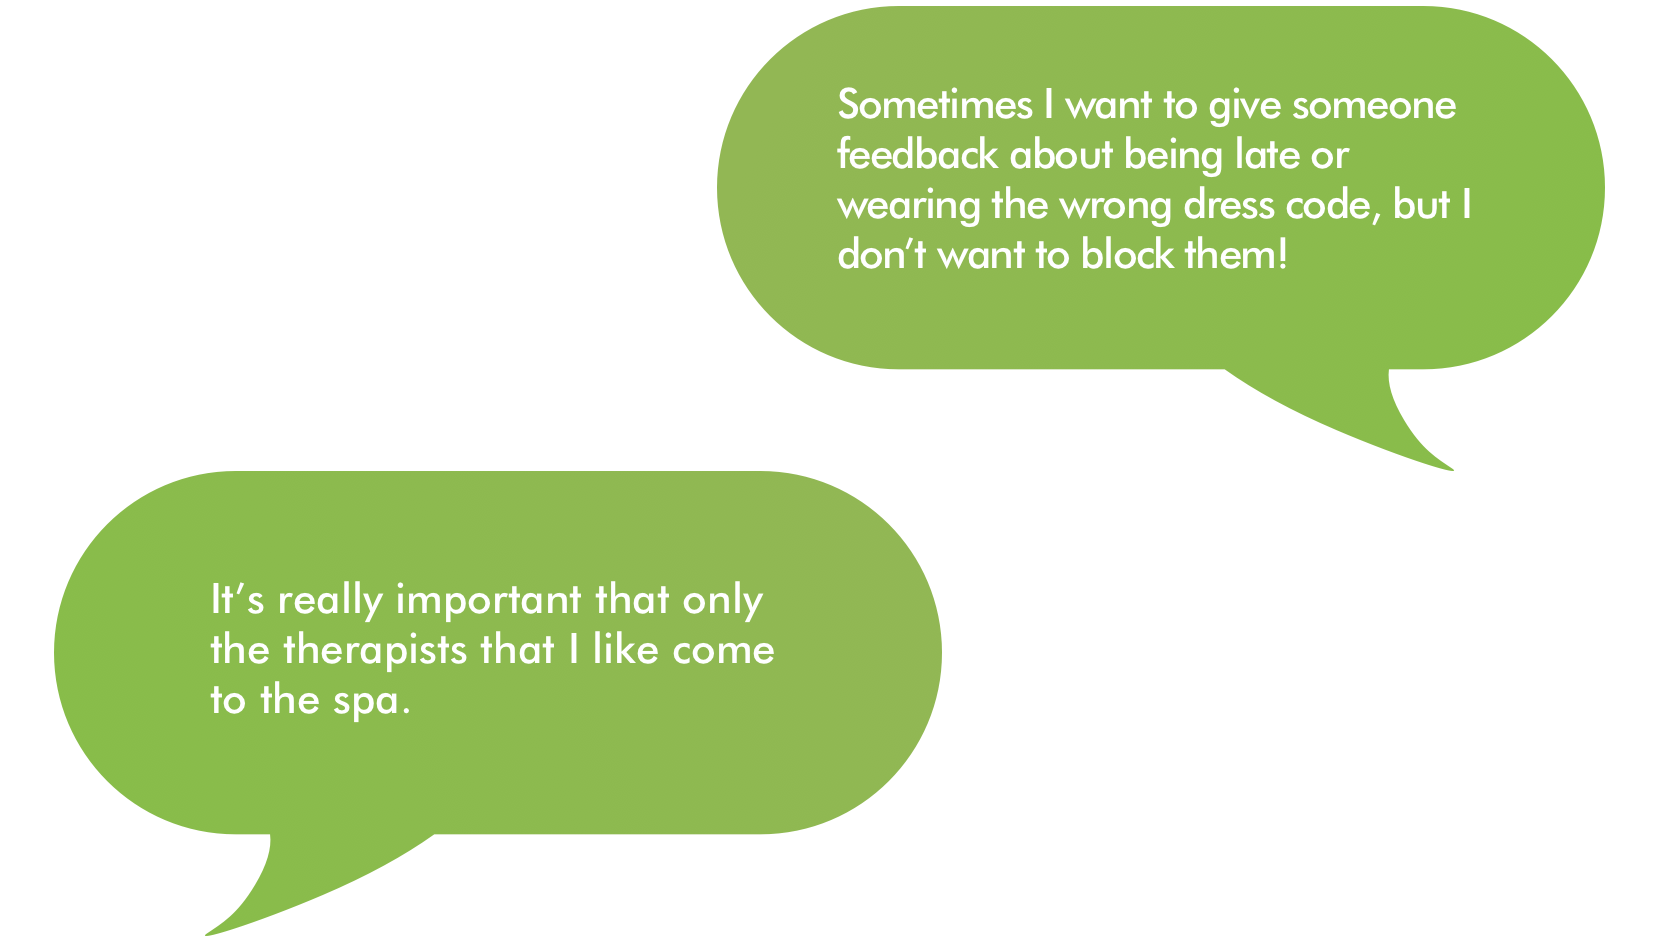 Sometimes I want to give someone
feedback about being late or
wearing the wrong dress code, but I
don’t want to block them!
It’s really important that only
the therapists that I like come
to the spa.